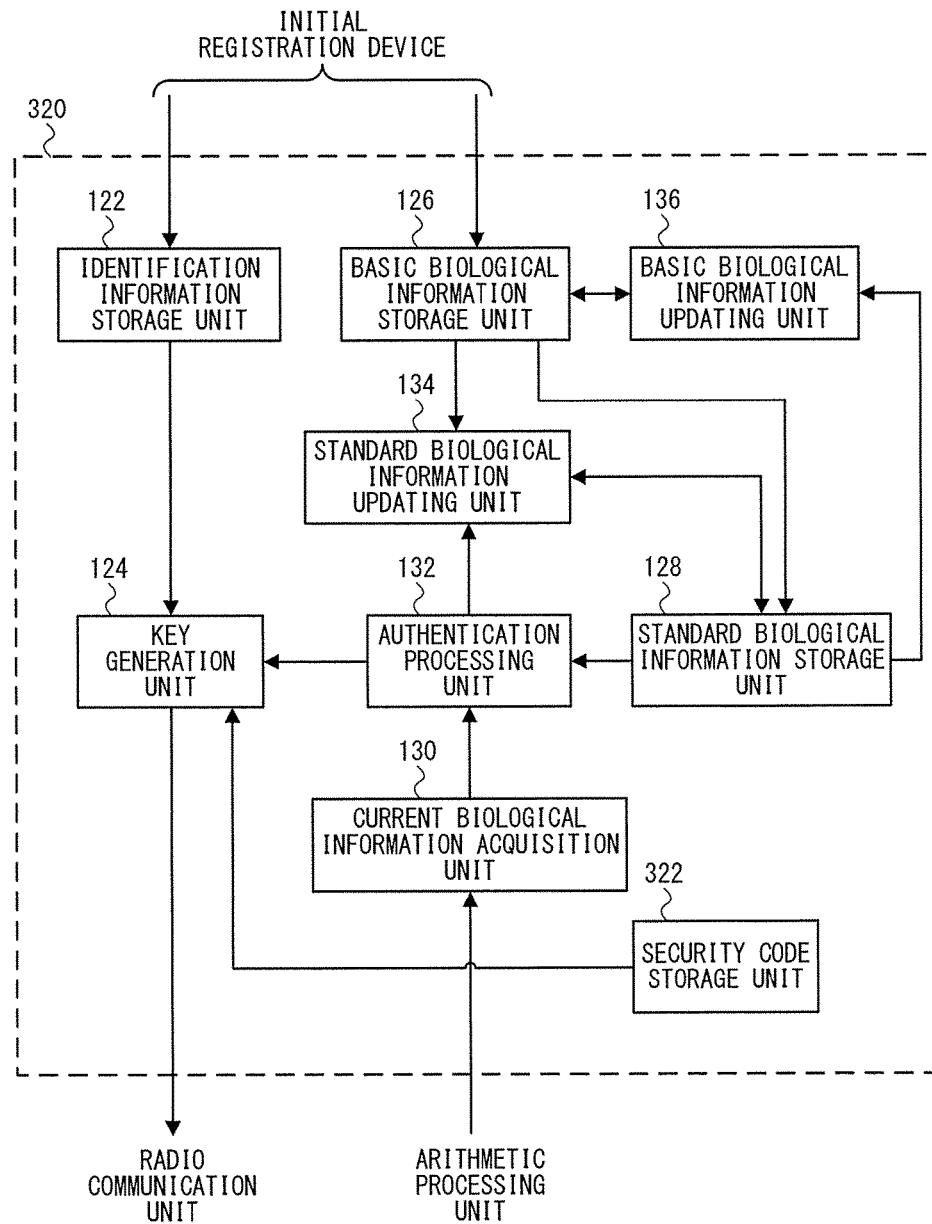 INITIAL
REGISTRATION DEVICE
320
122
IDENTIFICATION
INFORMATION
STORAGE UNIT
126
BASIC BIOLOGICAL
INFORMATION
STORAGE UNIT
136
BASIC BIOLOGICAL
INFORMATION
UPDATING UNIT
134
STANDARD BIOLOGICAL
INFORMATION
UPDATING UNIT
124
KEY
GENERATION
UNIT
132
AUTHENTICATION
PROCESSING
UNIT
128
STANDARD BIOLOGICAL
INFORMATION STORAGE
UNIT
130
CURRENT BIOLOGICAL
INFORMATION ACQUISITION
UNIT
322
SECURITY CODE
STORAGE UNIT
RADIO
COMMUNICATION
UNIT
ARITHMETIC
PROCESSING
UNIT